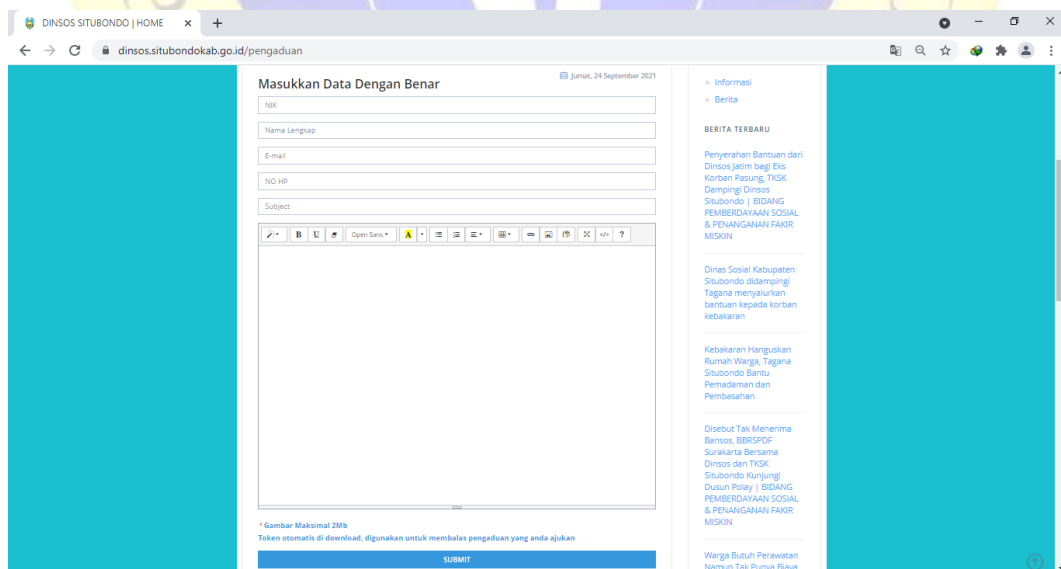 DINSOS SITUBONDO | HOME
dinsos.situbondokab.go.id/pengaduan
Jumat, 24 September 2021
Masukkan Data Dengan Benar
NIK
Nama Lengkap
E-mail
NO HP
Subject
B U Open Sans A ?
* Gambar Maksimal 2Mb
Token otomatis di download, digunakan untuk membalas pengaduan yang anda ajukan
SUBMIT
Informasi
Berita
BERITA TERBARU
Penyerahan Bantuan dari
Dinsos Jatim bagi Eks
Korban Pasung, TKSK
Dampingi Dinsos
Situbondo | BIDANG
PEMBERDAYAAN SOSIAL
& PENANGANAN FAKIR
MISKIN
Dinas Sosial Kabupaten
Situbondo didampingi
Tagana menyalurkan
bantuan kepada korban
kebakaran
Kebakaran Hanguskan
Rumah Warga, Tagana
Situbondo Bantu
Pemadaman dan
Pembasahan
Disebut Tak Menerima
Bansos, BBRSPDF
Surakarta Bersama
Dinsos dan TKSK
Situbondo Kunjungi
Dusun Polay | BIDANG
PEMBERDAYAAN SOSIAL
& PENANGANAN FAKIR
MISKIN
Warga Butuh Perawatan
Namun Tak Punya Biaya